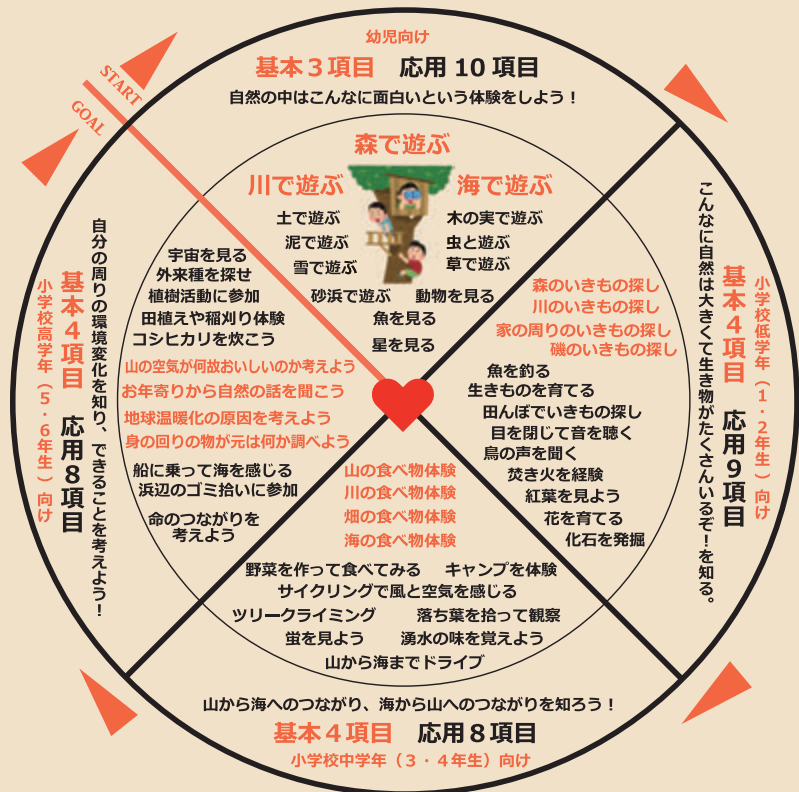 START
GOAL
幼児向け
基本３項目　応用 10 項目
自然の中はこんなに面白いという体験をしよう！
森で遊ぶ
川で遊ぶ
海で遊ぶ
土で遊ぶ
木の実で遊ぶ
泥で遊ぶ
虫と遊ぶ
雪で遊ぶ
草で遊ぶ
砂浜で遊ぶ　動物を見る
魚を見る
星を見る
小学校低学年（１・２年生）向け
基本４項目　応用９項目
こんなに自然は大きくて生き物がたくさんいるぞ！を知る。
森のいきもの探し
川のいきもの探し
家の周りのいきもの探し
磯のいきもの探し
魚を釣る
生きものを育てる
田んぼでいきもの探し
目を閉じて音を聴く
鳥の声を聞く
焚き火を経験
紅葉を見よう
花を育てる
化石を発掘
山の食べ物体験
川の食べ物体験
畑の食べ物体験
海の食べ物体験
野菜を作って食べてみる　キャンプを体験
サイクリングで風と空気を感じる
ツリークライミング　落ち葉を拾って観察
蛍を見よう　湧水の味を覚えよう
山から海までドライブ
山から海へのつながり、海から山へのつながりを知ろう！
基本４項目　応用８項目
小学校中学年（３・４年生）向け
小学校高学年（５・６年生）向け
基本４項目　応用８項目
自分の周りの環境変化を知り、できることを考えよう！
宇宙を見る
外来種を探せ
植樹活動に参加
田植えや稲刈り体験
コシヒカリを炊こう
山の空気が何故おいしいのか考えよう
お年寄りから自然の話を聞こう
地球温暖化の原因を考えよう
身の回りの物が元は何か調べよう
船に乗って海を感じる
浜辺のゴミ拾いに参加
命のつながりを
考えよう